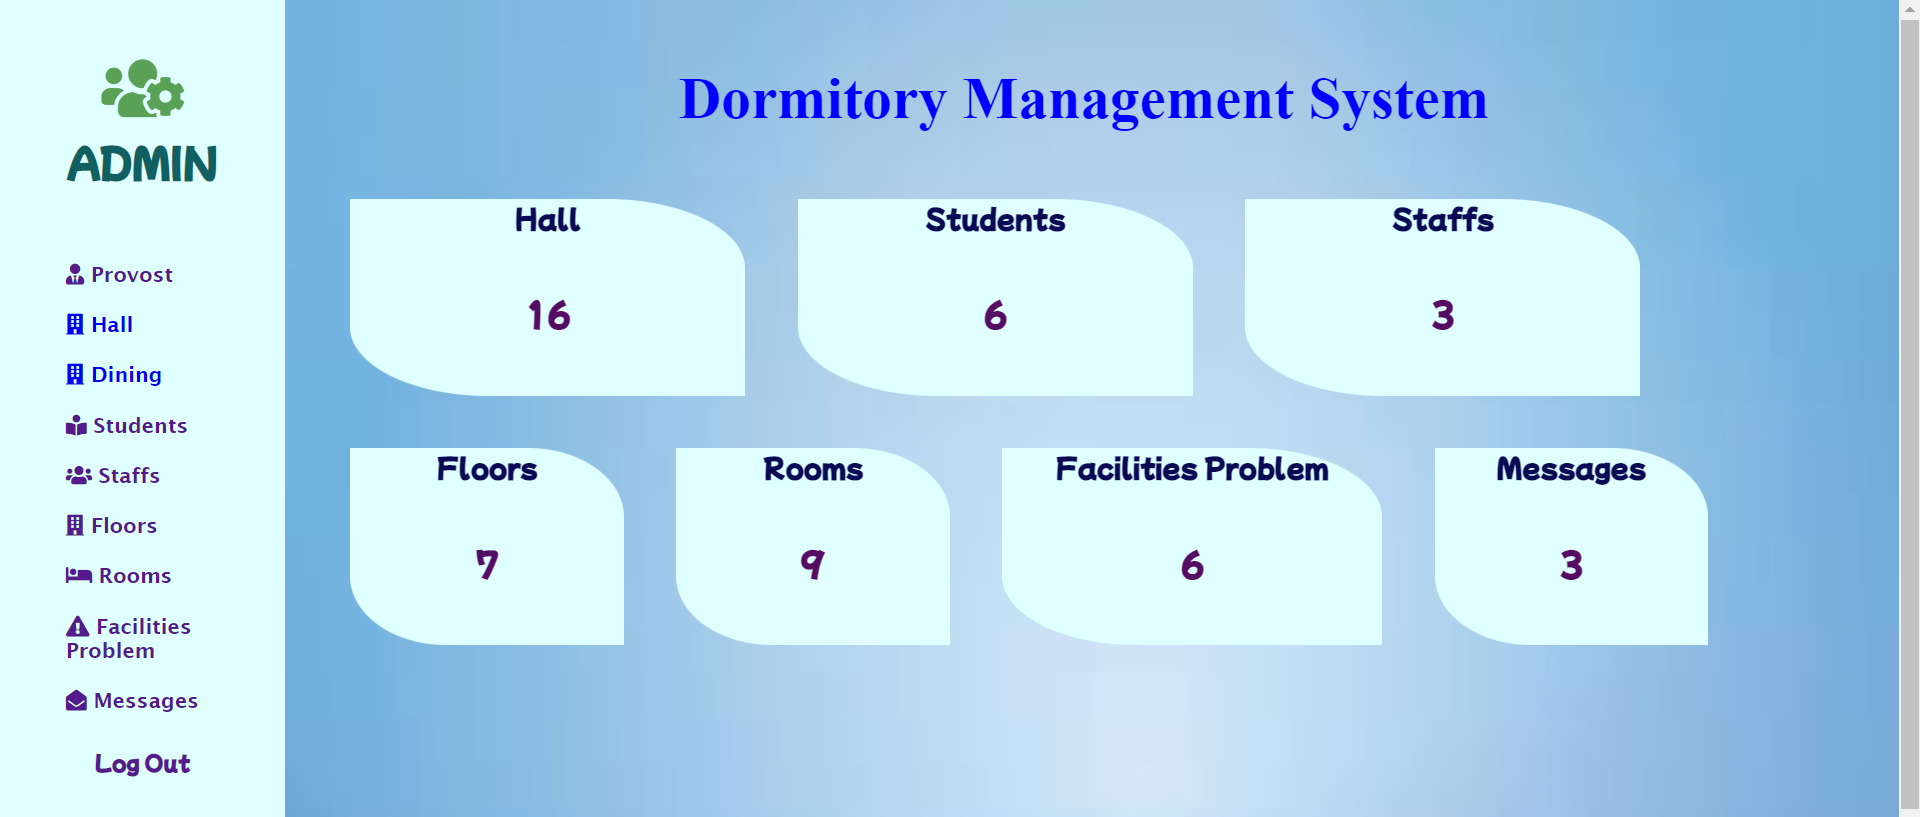 ADMIN
Provost
Hall
Dining
Students
Staffs
Floors
Rooms
Facilities
Problem
Messages
Log Out
Dormitory Management System
Hall
16
Students
6
Staffs
3
Floors
7
Rooms
9
Facilities Problem
6
Messages
3